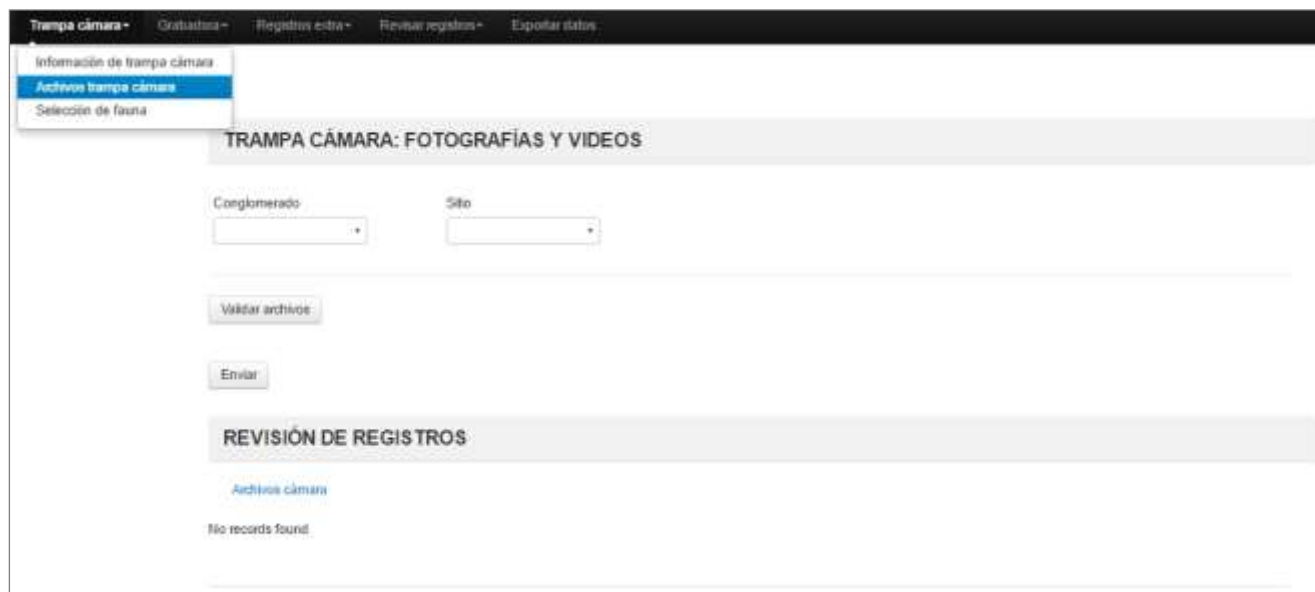 Trampa cámara Grabadora Registros extra Revisar registros Exportar datos
Información de trampa cámara
Archivos trampa cámara
Selección de fauna
TRAMPA CÁMARA: FOTOGRAFÍAS Y VIDEOS
Conglomerado Sitio
Validar archivos
Enviar
REVISIÓN DE REGISTROS
Archivos cámara
No records found